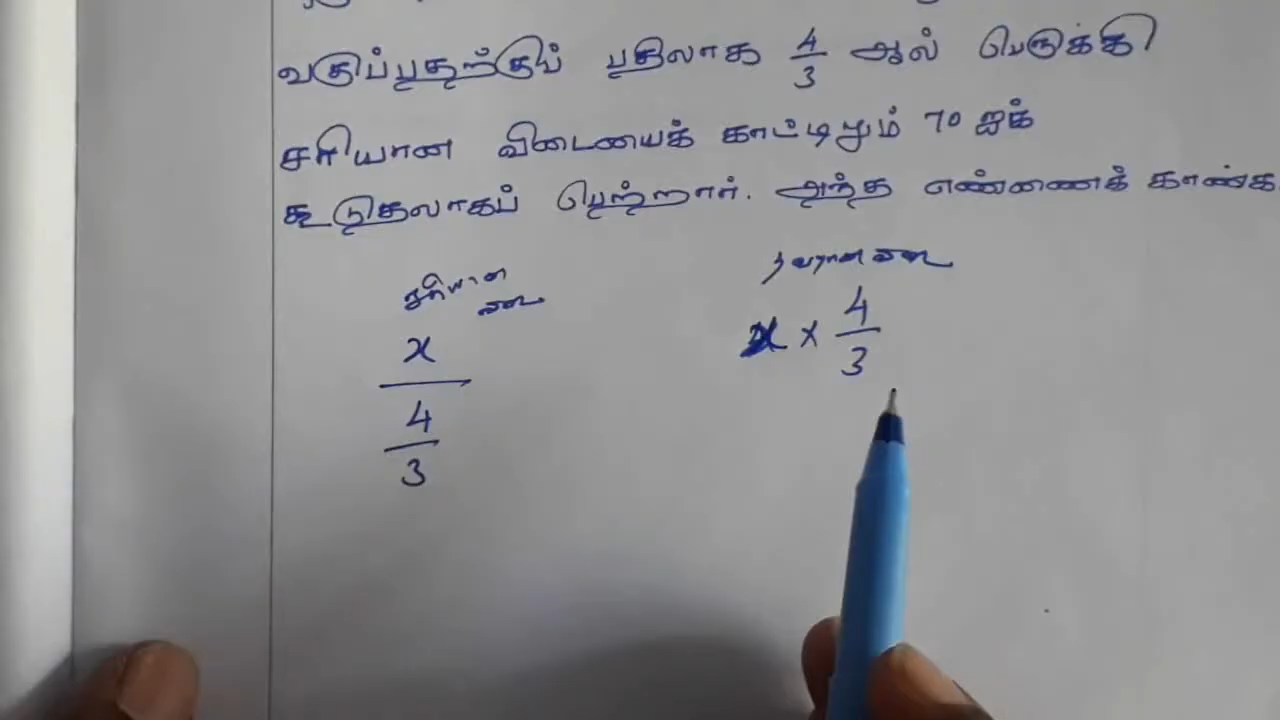 வகுப்பதற்குப் பதிலாக 4/3 ஆல் பெருக்கி
சரியான விடையைக் காட்டிலும் 70 ஐக்
கூடுதலாகப் பெற்றார். அந்த எண்ணைக் காண்க
சரியான விடை
தவறான விடை
x
4
3
x × 4/3